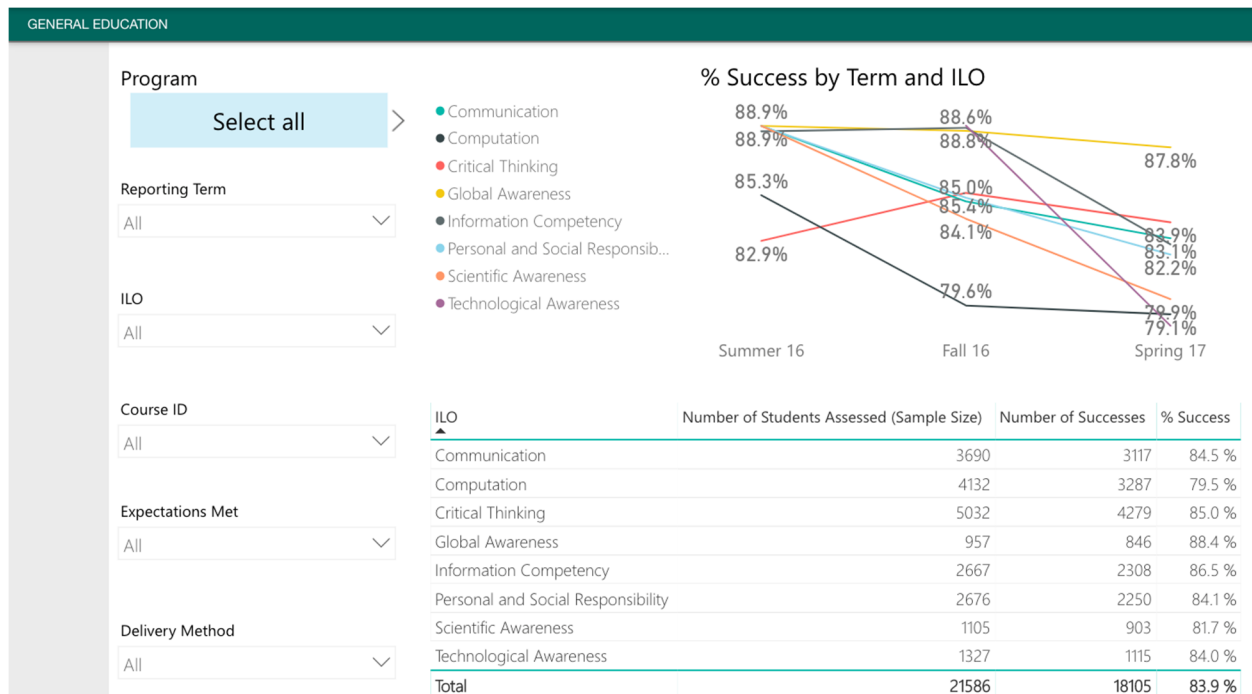 GENERAL EDUCATION
Program
Select all
Reporting Term
All
ILO
All
Course ID
All
Expectations Met
All
Delivery Method
All
% Success by Term and ILO
Communication
Computation
Critical Thinking
Global Awareness
Information Competency
Personal and Social Responsib...
Scientific Awareness
Technological Awareness
88.9%
88.9%
85.3%
82.9%
88.6%
88.8%
85.0%
85.4%
84.1%
79.6%
87.8%
83.9%
83.1%
82.2%
79.9%
79.1%
Summer 16 Fall 16 Spring 17
ILO Number of Students Assessed (Sample Size) Number of Successes % Success
Communication 3690 3117 84.5 %
Computation 4132 3287 79.5 %
Critical Thinking 5032 4279 85.0 %
Global Awareness 957 846 88.4 %
Information Competency 2667 2308 86.5 %
Personal and Social Responsibility 2676 2250 84.1 %
Scientific Awareness 1105 903 81.7 %
Technological Awareness 1327 1115 84.0 %
Total 21586 18105 83.9 %